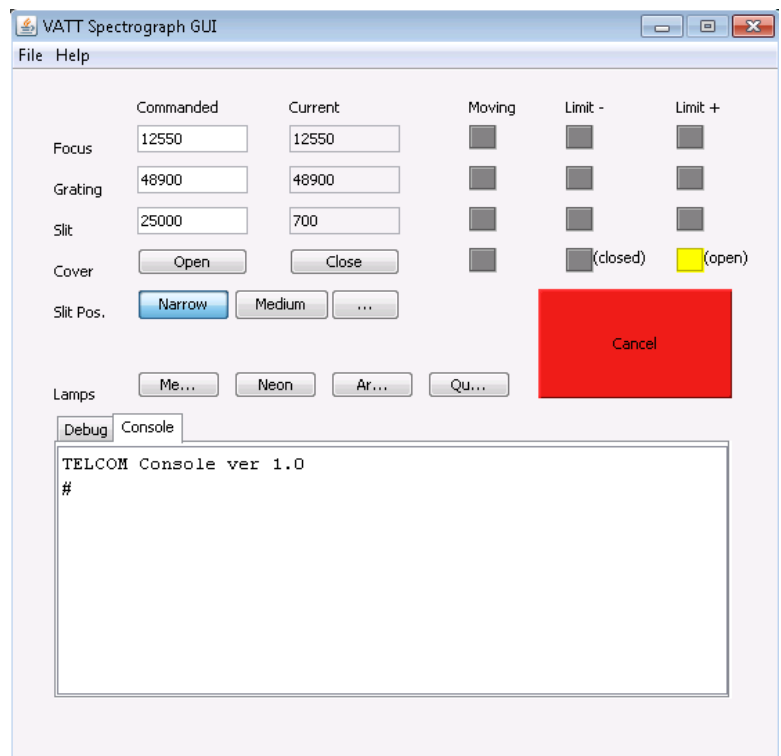 VATT Spectrograph GUI
File Help
Commanded Current Moving Limit - Limit +
Focus 12550 12550
Grating 48900 48900
Slit 25000 700
Cover Open Close (closed) (open)
Slit Pos. Narrow Medium ...
Cancel
Lamps Me... Neon Ar... Qu...
Debug Console
TELCOM Console ver 1.0
#